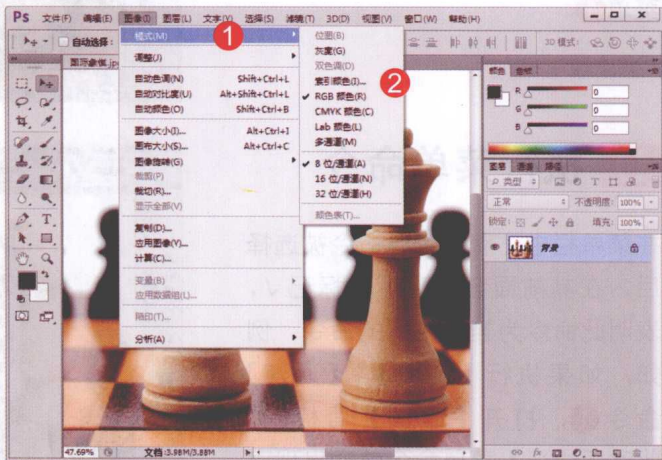 Ps 文件(F) 编辑(E) 图像(I) 图层(L) 文字(Y) 选择(S) 滤镜(T) 3D(D) 视图(V) 窗口(W) 帮助(H)
自动选择: 3D 模式:
国际象棋.jp
模式(M)
调整(J)
自动色调(N) Shift+Ctrl+L
自动对比度(U) Alt+Shift+Ctrl+L
自动颜色(O) Shift+Ctrl+B
图像大小(I)... Alt+Ctrl+I
画布大小(S)... Alt+Ctrl+C
图像旋转(G)
裁剪(P)
裁切(R)...
显示全部(V)
复制(D)...
应用图像(Y)...
计算(C)...
变量(B)
应用数据组(L)...
陷印(T)...
分析(A)
1
位图(B)
灰度(G)
双色调(D)
索引颜色(I)...
RGB 颜色(R)
CMYK 颜色(C)
Lab 颜色(L)
多通道(M)
8 位/通道(A)
16 位/通道(N)
32 位/通道(H)
颜色表(T)...
2
颜色 色板
R 0
G 0
B 0
图层 通道 路径
类型
正常 不透明度: 100%
锁定: 填充: 100%
背景
47.69% 文档:3.98M/3.88M